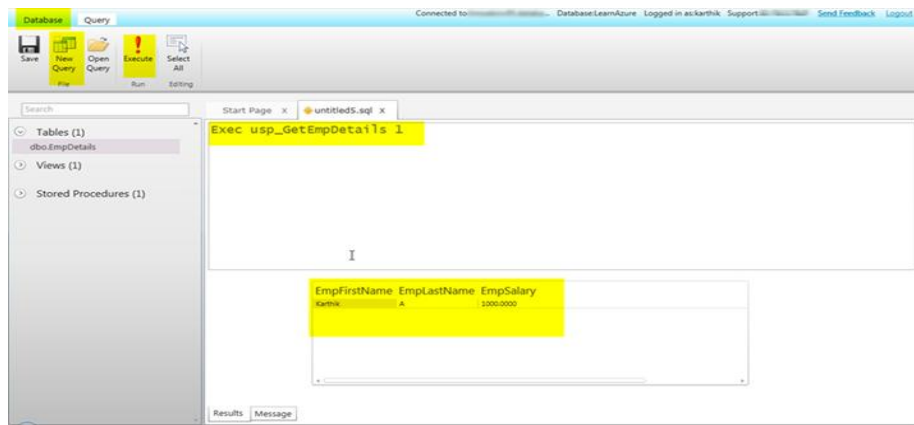 Database Query
Connected to Database:LearnAzure Logged in as:karthik Support: Send Feedback Logout
Save New Query Open Query Execute Select All
File Run Editing
Search
Start Page X untitled5.sql X
Tables (1)
dbo.EmpDetails
Views (1)
Stored Procedures (1)
Exec usp_GetEmpDetails 1
EmpFirstName EmpLastName EmpSalary
Karthik A 1000.0000
Results Message